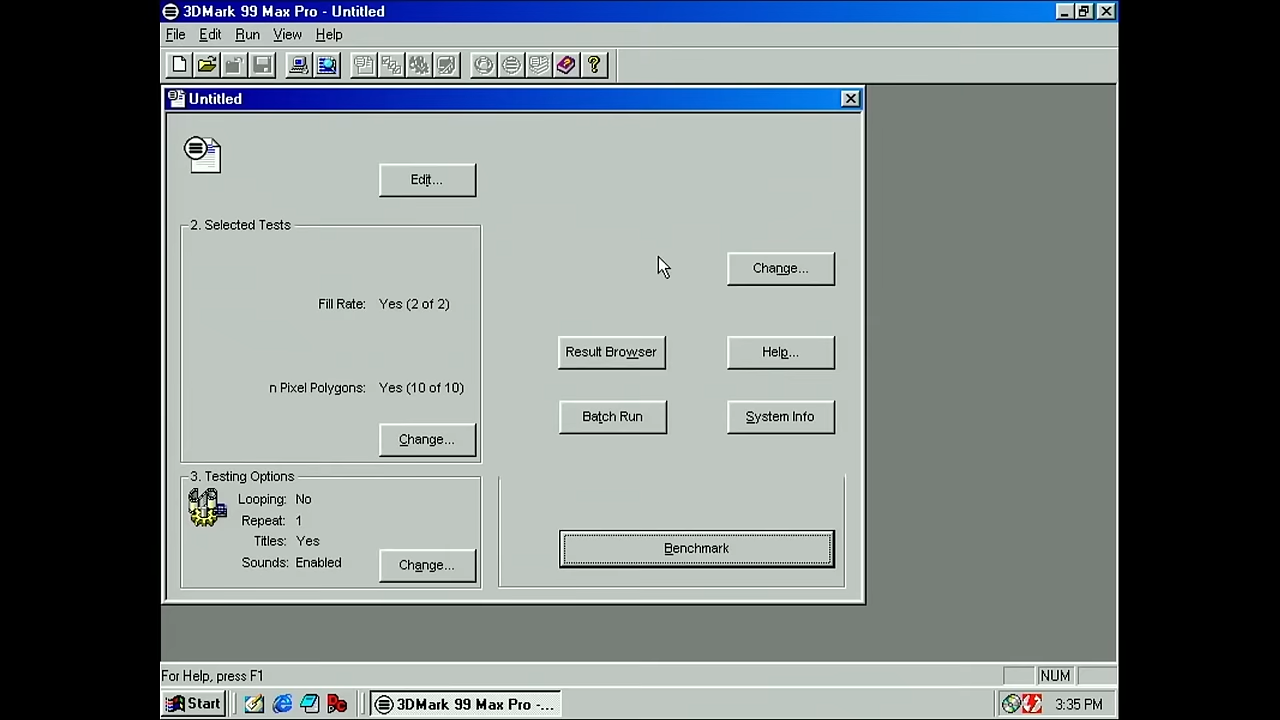 3DMark 99 Max Pro - Untitled
File Edit Run View Help
Untitled
Edit...
2. Selected Tests
Change...
Fill Rate: Yes (2 of 2)
Result Browser Help...
n Pixel Polygons: Yes (10 of 10)
Batch Run System Info
Change...
3. Testing Options
Looping: No
Repeat: 1
Titles: Yes
Benchmark
Sounds: Enabled
Change...
For Help, press F1
NUM
Start 3DMark 99 Max Pro -... 3:35 PM